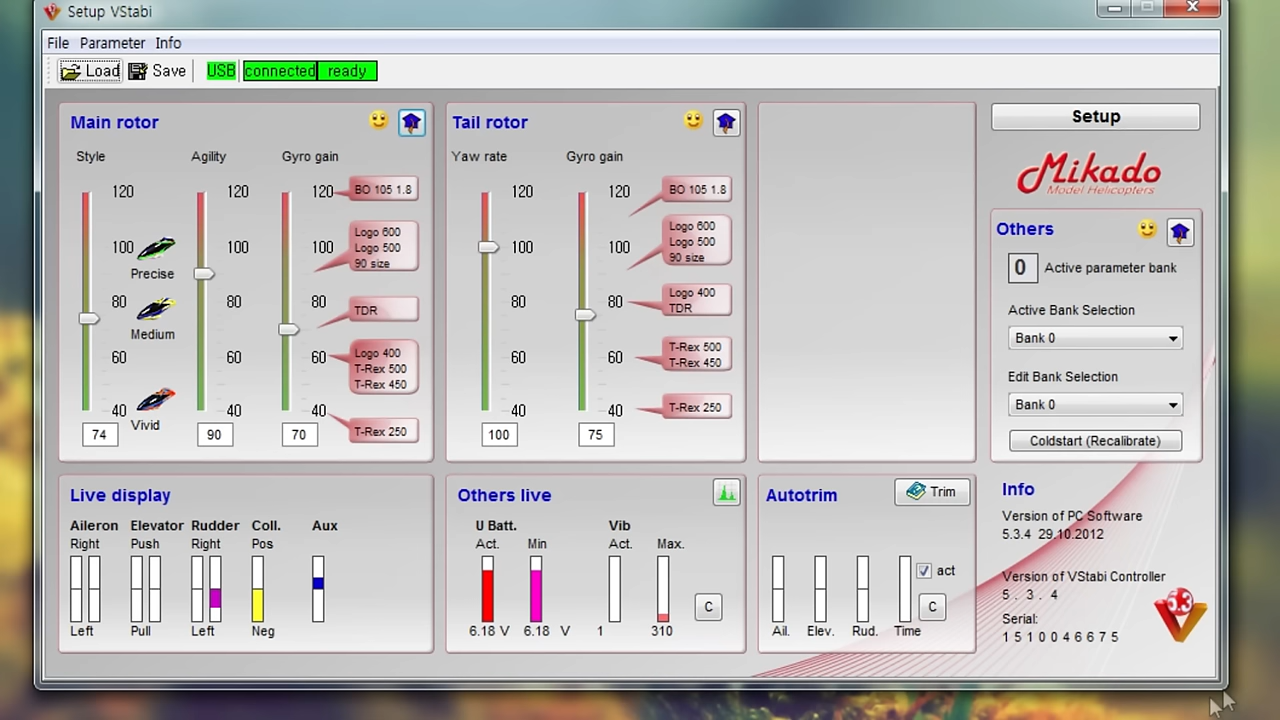 Setup VStabi
File Parameter Info
Load Save USB connected ready
Main rotor
Style Agility Gyro gain
120 120 120
100 100 100
80 80 80
60 60 60
40 40 40
Precise
Medium
Vivid
BO 105 1.8
Logo 600
Logo 500
90 size
TDR
Logo 400
T-Rex 500
T-Rex 450
T-Rex 250
74 90 70
Tail rotor
Yaw rate Gyro gain
120 120
100 100
80 80
60 60
40 40
BO 105 1.8
Logo 600
Logo 500
90 size
Logo 400
TDR
T-Rex 500
T-Rex 450
T-Rex 250
100 75
Setup
Mikado
Model Helicopters
Others
0 Active parameter bank
Active Bank Selection
Bank 0
Edit Bank Selection
Bank 0
Coldstart (Recalibrate)
Live display
Aileron Elevator Rudder Coll. Aux
Right Push Right Pos
Left Pull Left Neg
Others live
U Batt. Vib
Act. Min Act. Max.
C
6.18 V 6.18 V 1 310
Autotrim Trim
act
C
Ail. Elev. Rud. Time
Info
Version of PC Software
5.3.4 29.10.2012
Version of VStabi Controller
5 . 3 . 4
Serial:
1 5 1 0 0 4 6 6 7 5
5.3